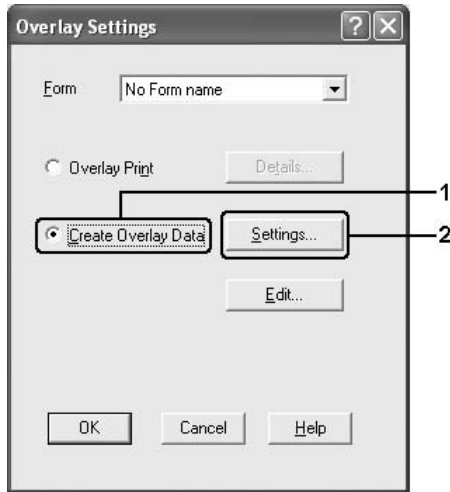 Overlay Settings
Form No Form name
Overlay Print Details...
1
Create Overlay Data Settings... 2
Edit...
OK Cancel Help